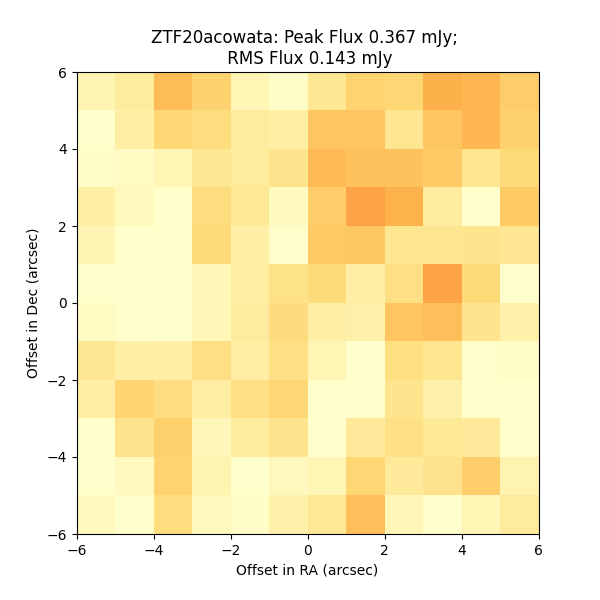 ZTF20acowata: Peak Flux 0.367 mJy;
RMS Flux 0.143 mJy
6
4
2
0
−2
−4
−6
Offset in Dec (arcsec)
−6 −4 −2 0 2 4 6
Offset in RA (arcsec)